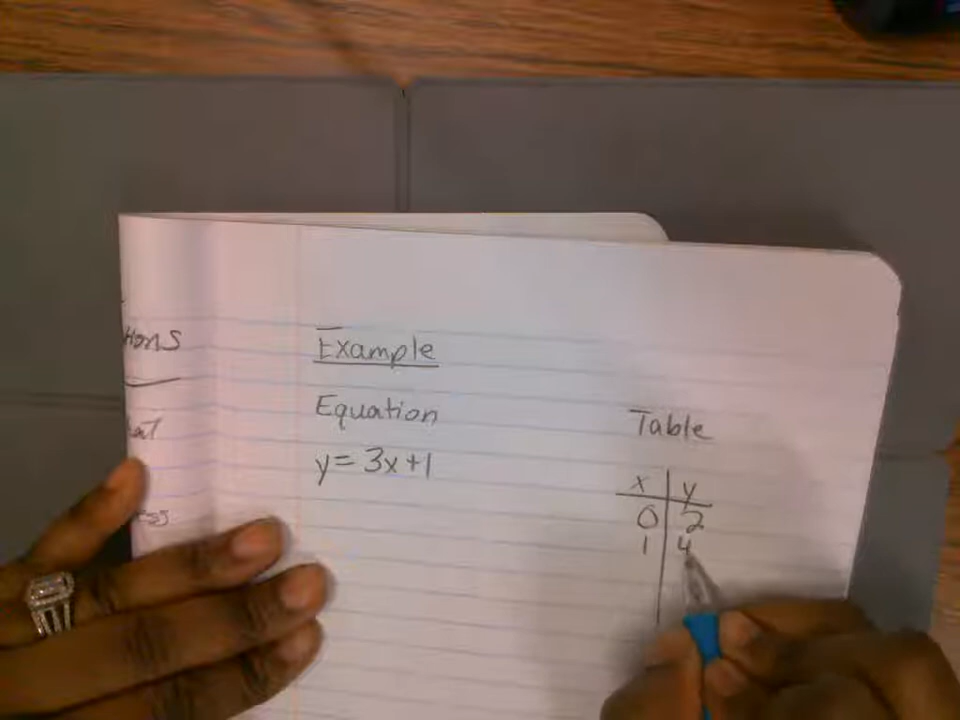 Example
Equation
y = 3x + 1
Table
x y
0 2
1 4